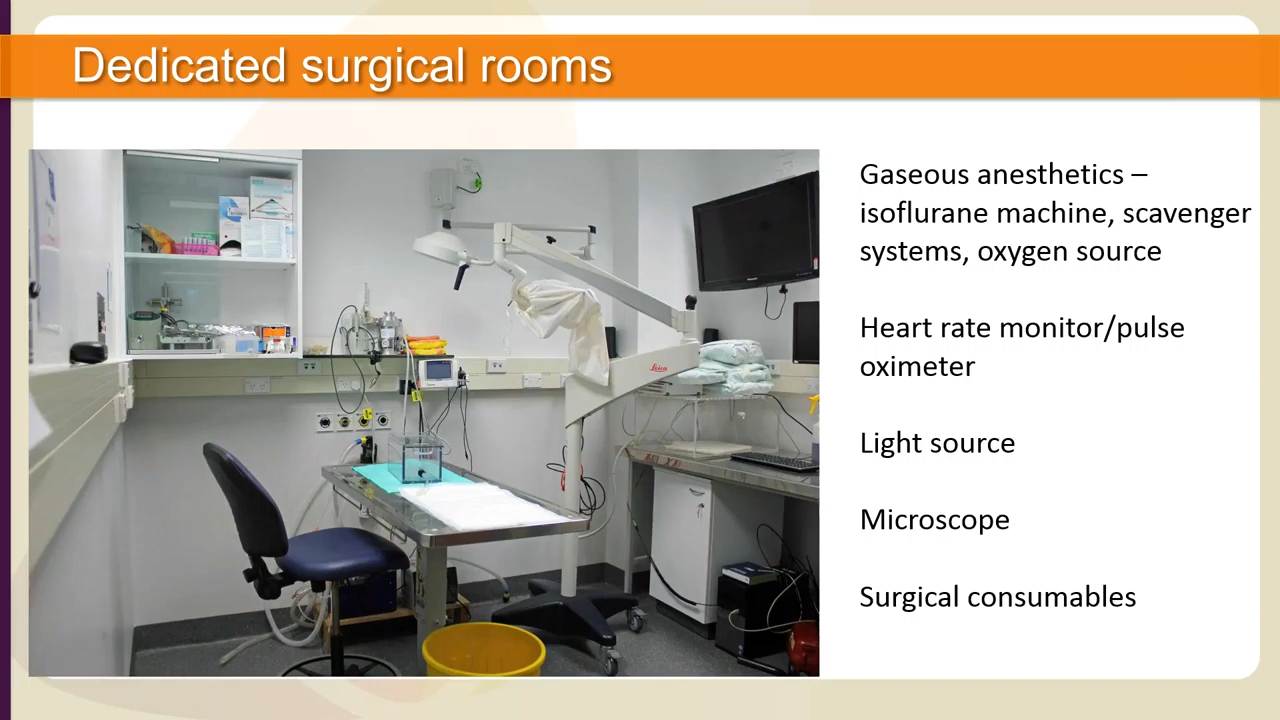 Dedicated surgical rooms
Gaseous anesthetics –
isoflurane machine, scavenger
systems, oxygen source
Heart rate monitor/pulse
oximeter
Light source
Microscope
Surgical consumables
Leica